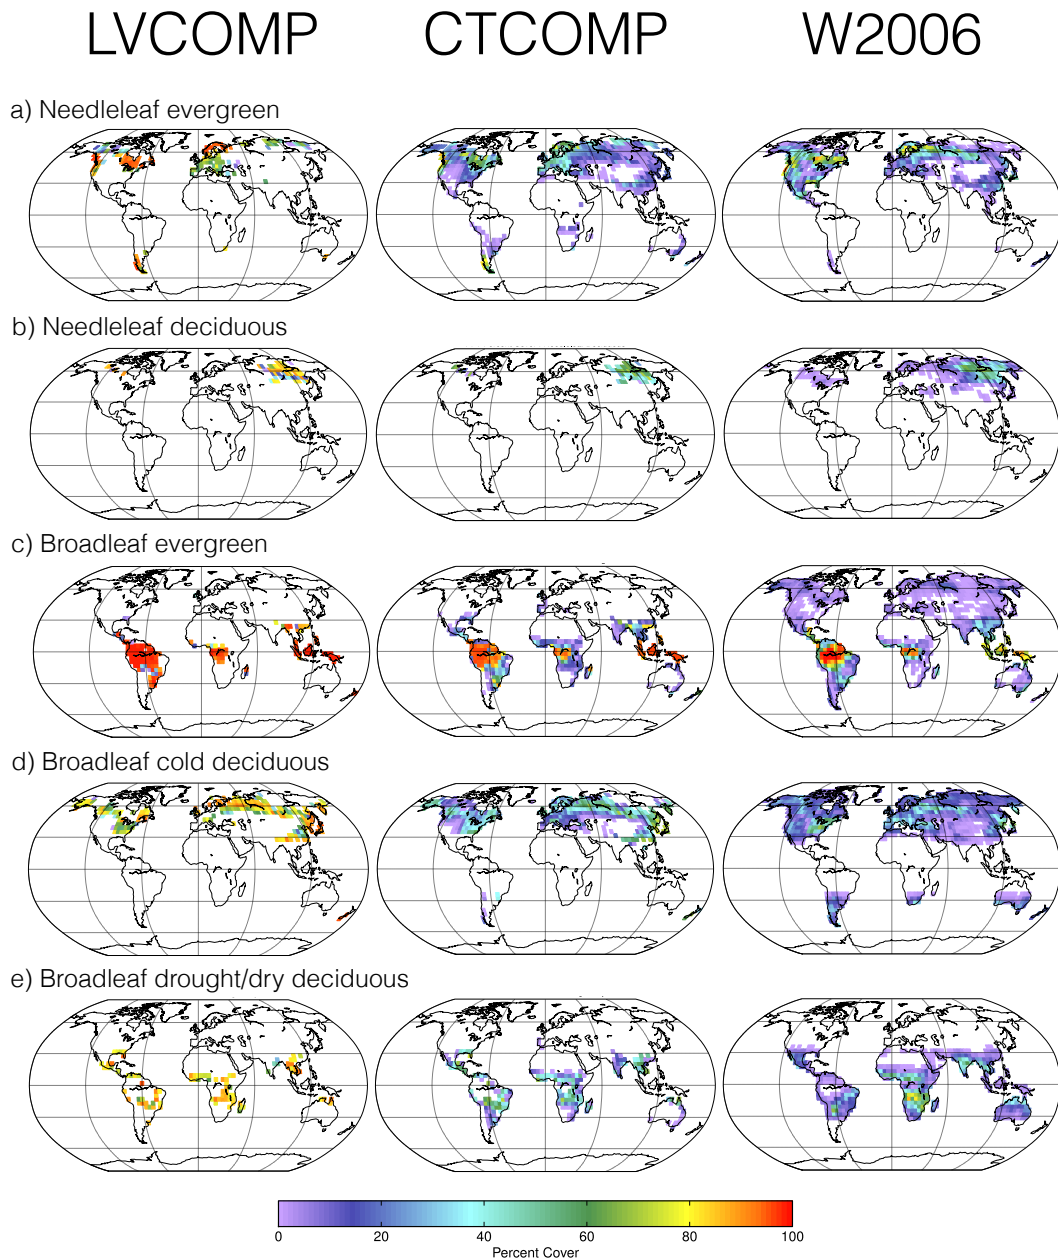 LVCOMP CTCOMP W2006
a) Needleleaf evergreen
b) Needleleaf deciduous
c) Broadleaf evergreen
d) Broadleaf cold deciduous
e) Broadleaf drought/dry deciduous
0 20 40 60 80 100
Percent Cover